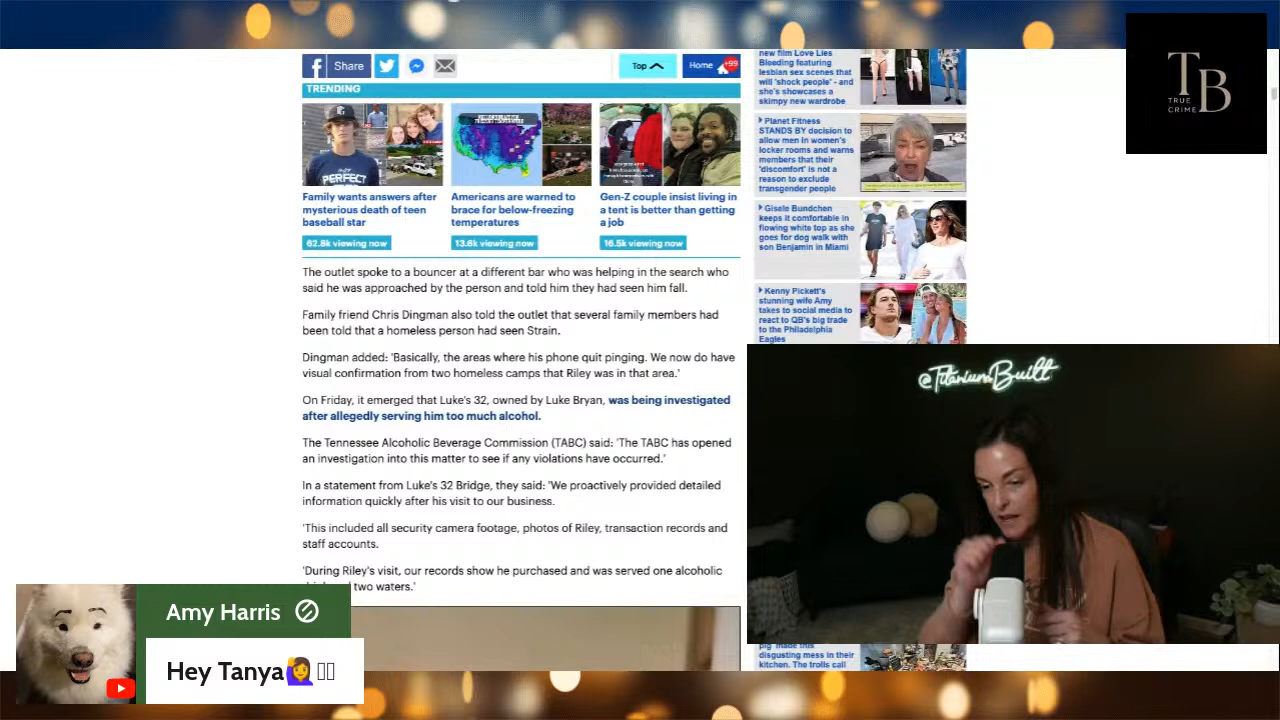 Share
Top
Home
+99
TRENDING
Family wants answers after
mysterious death of teen
baseball star
62.8k viewing now
Americans are warned to
brace for below-freezing
temperatures
13.6k viewing now
Gen-Z couple insist living in
a tent is better than getting
a job
16.5k viewing now
The outlet spoke to a bouncer at a different bar who was helping in the search who
said he was approached by the person and told him they had seen him fall.
Family friend Chris Dingman also told the outlet that several family members had
been told that a homeless person had seen Strain.
Dingman added: 'Basically, the areas where his phone quit pinging. We now do have
visual confirmation from two homeless camps that Riley was in that area.'
On Friday, it emerged that Luke's 32, owned by Luke Bryan, was being investigated
after allegedly serving him too much alcohol.
The Tennessee Alcoholic Beverage Commission (TABC) said: 'The TABC has opened
an investigation into this matter to see if any violations have occurred.'
In a statement from Luke's 32 Bridge, they said: 'We proactively provided detailed
information quickly after his visit to our business.
'This included all security camera footage, photos of Riley, transaction records and
staff accounts.
'During Riley's visit, our records show he purchased and was served one alcoholic
two waters.'
new film Love Lies
Bleeding featuring
lesbian sex scenes that
will 'shock people' - and
she's showcases a
skimpy new wardrobe
Planet Fitness
STANDS BY decision to
allow men in women's
locker rooms and warns
members that their
'discomfort' is not a
reason to exclude
transgender people
Gisele Bundchen
keeps it comfortable in
flowing white top as she
goes for dog walk with
son Benjamin in Miami
Kenny Pickett's
stunning wife Amy
takes to social media to
react to QB's big trade
to the Philadelphia
Eagles
disgusting mess in their
kitchen. The trolls call
TB
TRUE
CRIME
@TitaniumBuilt
PERFECT
Amy Harris
Hey Tanya🙋‍♀️